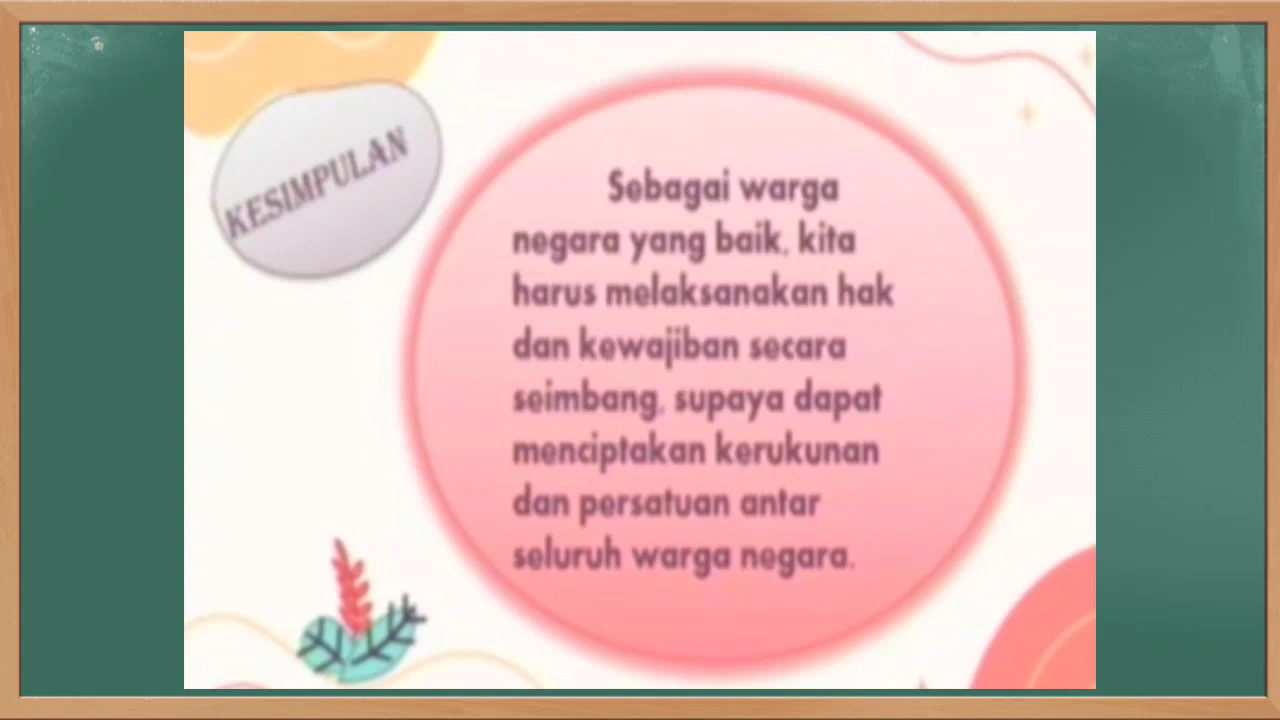 KESIMPULAN
Sebagai warga
negara yang baik, kita
harus melaksanakan hak
dan kewajiban secara
seimbang, supaya dapat
menciptakan kerukunan
dan persatuan antar
seluruh warga negara.